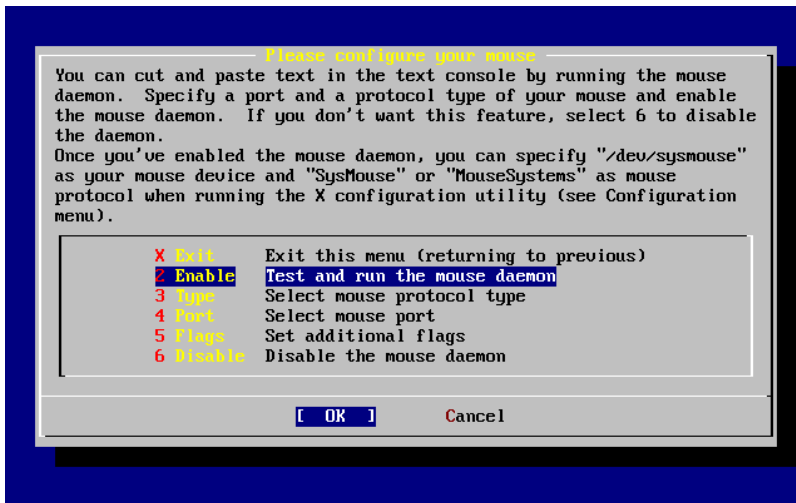 Please configure your mouse
You can cut and paste text in the text console by running the mouse
daemon.  Specify a port and a protocol type of your mouse and enable
the mouse daemon.  If you don't want this feature, select 6 to disable
the daemon.
Once you've enabled the mouse daemon, you can specify "/dev/sysmouse"
as your mouse device and "SysMouse" or "MouseSystems" as mouse
protocol when running the X configuration utility (see Configuration
menu).
X Exit Exit this menu (returning to previous)
2 Enable Test and run the mouse daemon
3 Type Select mouse protocol type
4 Port Select mouse port
5 Flags Set additional flags
6 Disable Disable the mouse daemon
[ OK ] Cancel